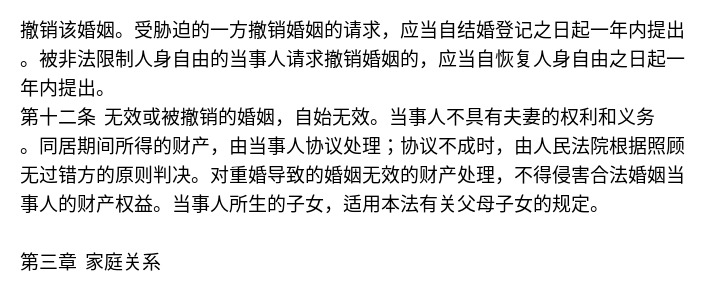 撤销该婚姻。受胁迫的一方撤销婚姻的请求，应当自结婚登记之日起一年内提出
。被非法限制人身自由的当事人请求撤销婚姻的，应当自恢复人身自由之日起一
年内提出。
第十二条 无效或被撤销的婚姻，自始无效。当事人不具有夫妻的权利和义务
。同居期间所得的财产，由当事人协议处理；协议不成时，由人民法院根据照顾
无过错方的原则判决。对重婚导致的婚姻无效的财产处理，不得侵害合法婚姻当
事人的财产权益。当事人所生的子女，适用本法有关父母子女的规定。
第三章 家庭关系